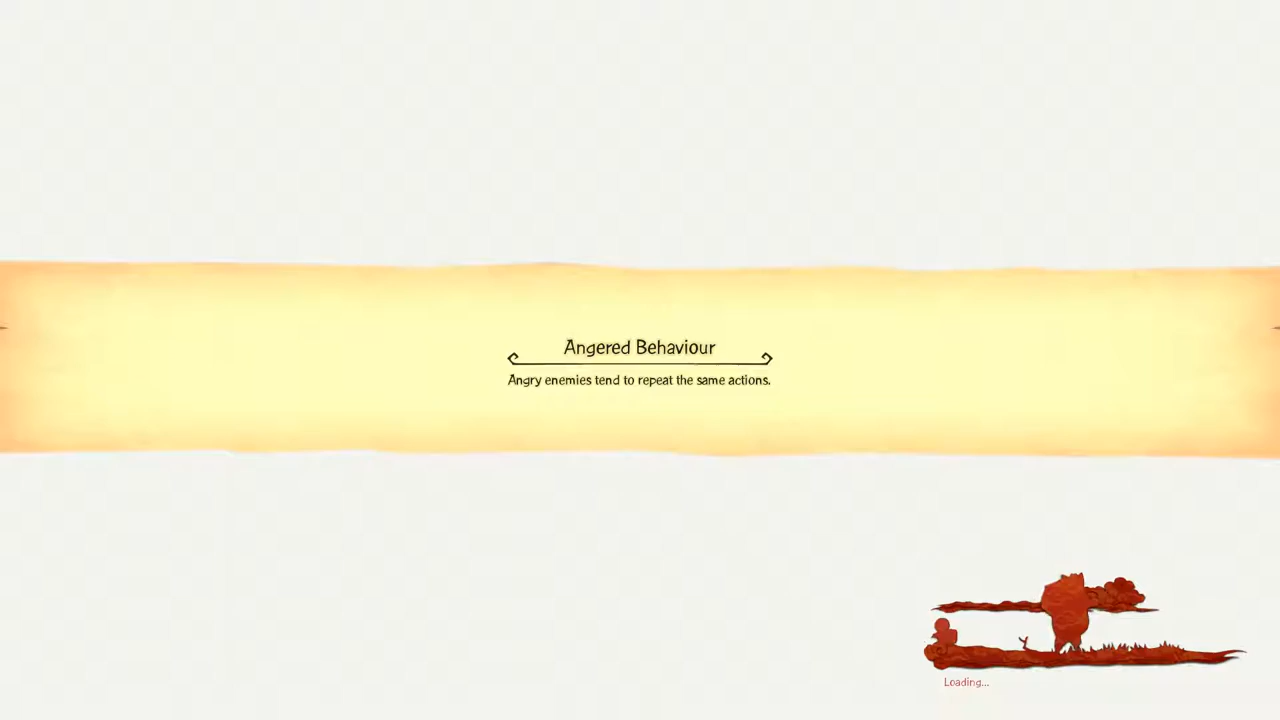 Angered Behaviour
Angry enemies tend to repeat the same actions.
Loading...